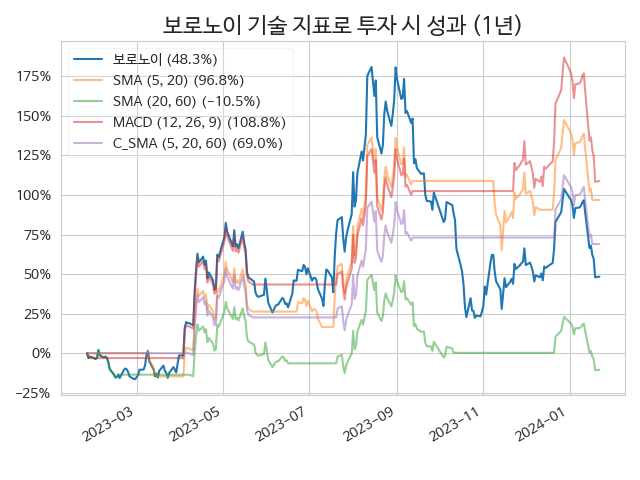 보로노이 기술 지표로 투자 시 성과 (1년)
보로노이 (48.3%)
SMA (5, 20) (96.8%)
SMA (20, 60) (−10.5%)
MACD (12, 26, 9) (108.8%)
C_SMA (5, 20, 60) (69.0%)
175%
150%
125%
100%
75%
50%
25%
0%
−25%
2023−03
2023−05
2023−07
2023−09
2023−11
2024−01